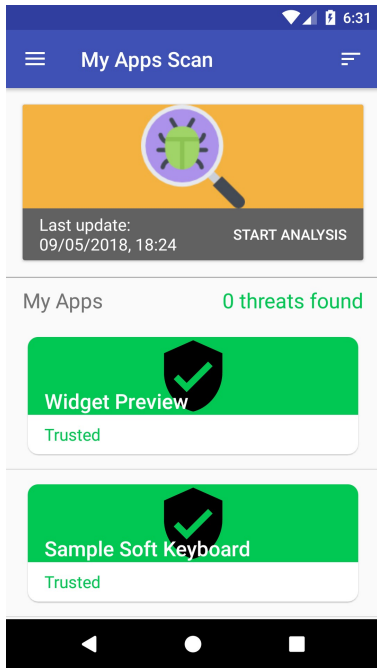 6:31
My Apps Scan
Last update:
09/05/2018, 18:24
START ANALYSIS
My Apps
0 threats found
Widget Preview
Trusted
Sample Soft Keyboard
Trusted